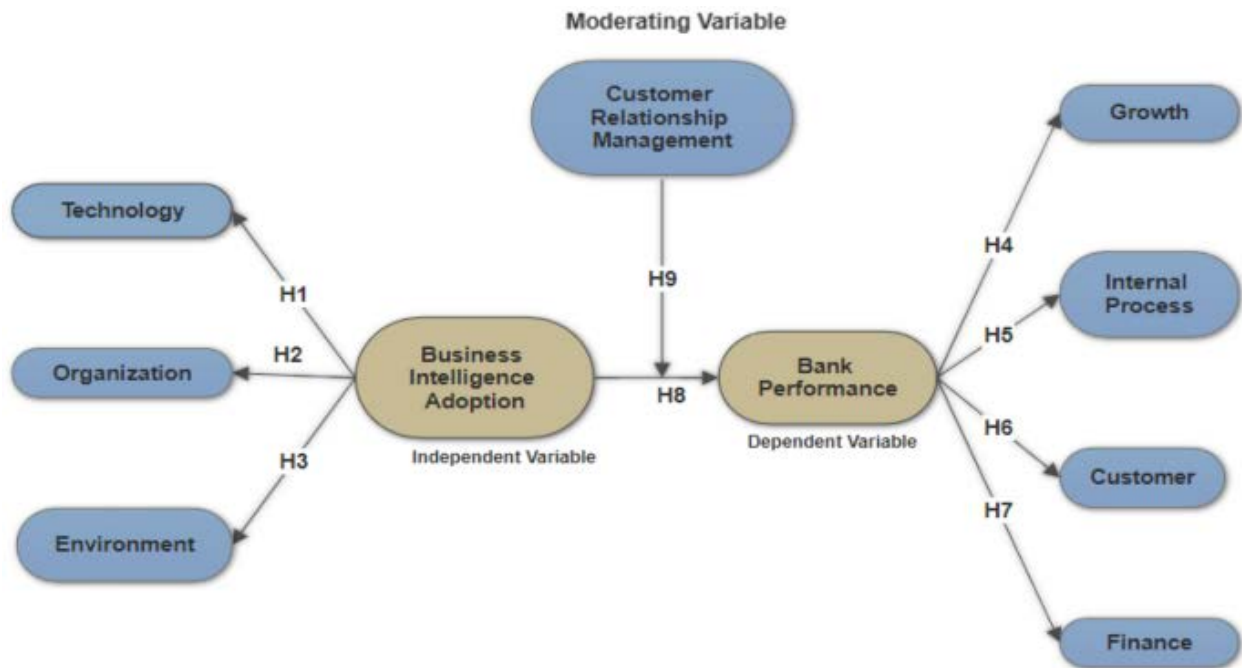 Moderating Variable
Customer
Relationship
Management
Growth
Technology
H4
H1
H9
Internal
Process
H5
Organization
H2
Business
Intelligence
Adoption
H8
Bank
Performance
Independent Variable
Dependent Variable
H3
H6
Customer
H7
Environment
Finance